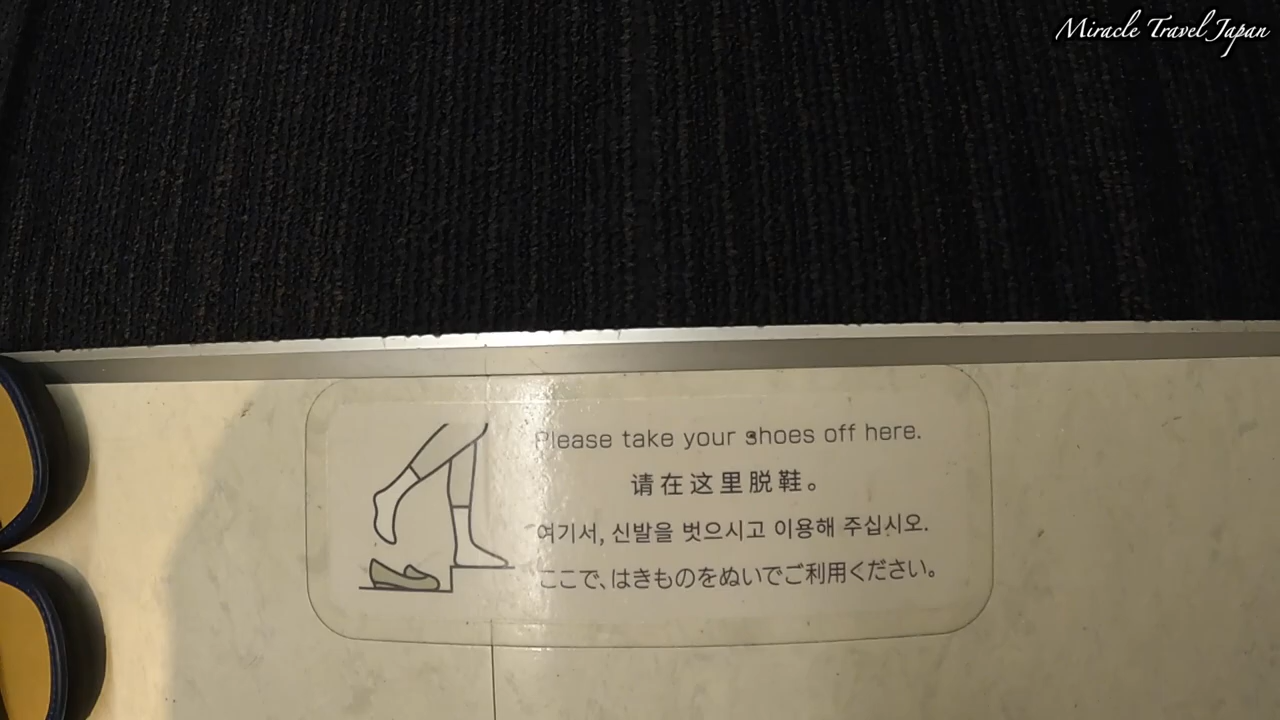 Miracle Travel Japan
Please take your shoes off here.
请在这里脱鞋。
여기서, 신발을 벗으시고 이용해 주십시오.
ここで、はきものをぬいでご利用ください。